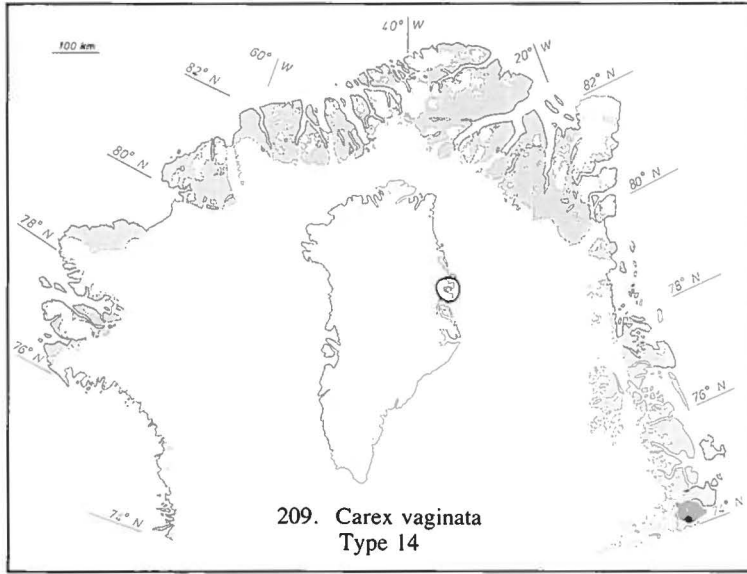 100 km
40° W
60° W
20° W
82° N
82° N
80° N
80° N
78° N
78° N
76° N
76° N
74° N
74° N
209. Carex vaginata
Type 14